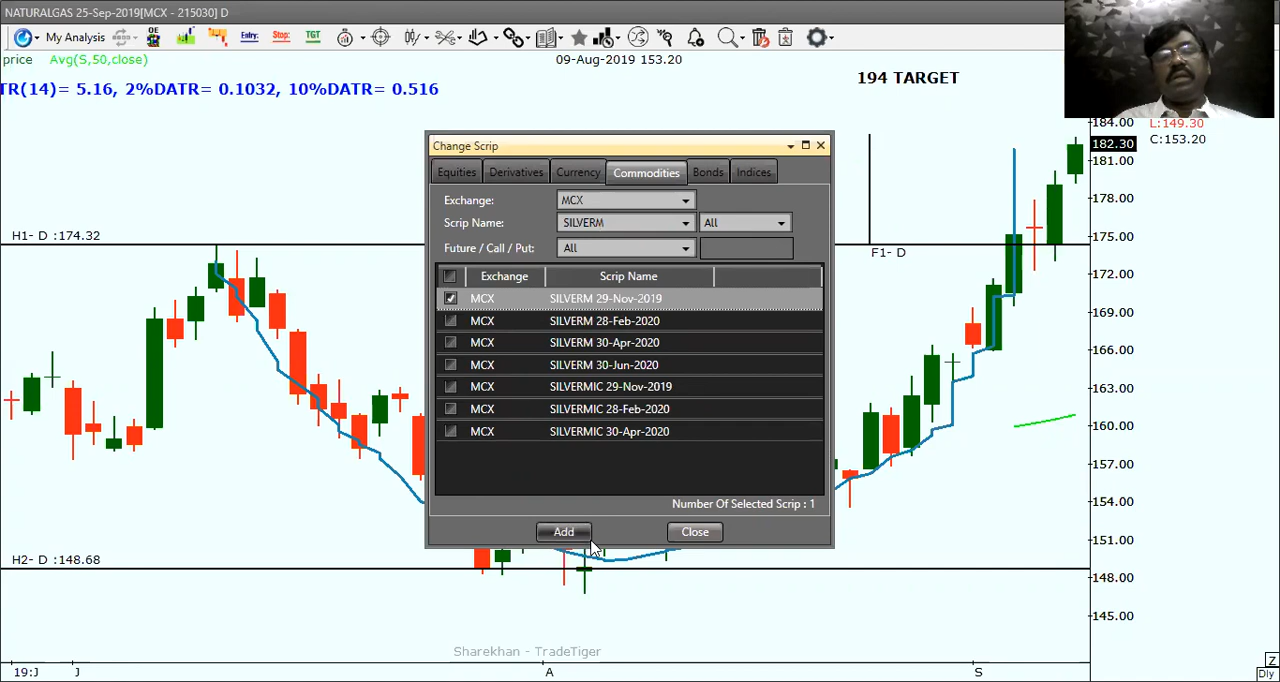 NATURALGAS 25-Sep-2019[MCX - 215030] D
My Analysis OE Entry: Stop: TGT
price Avg(S,50,close) 09-Aug-2019 153.20
TR(14)= 5.16, 2%DATR= 0.1032, 10%DATR= 0.516
194 TARGET
184.00 L:149.30
182.30 C:153.20
181.00
178.00
175.00
172.00
169.00
166.00
163.00
160.00
157.00
154.00
151.00
148.00
145.00
H1- D :174.32
F1- D
H2- D :148.68
Change Scrip
Equities Derivatives Currency Commodities Bonds Indices
Exchange: MCX
Scrip Name: SILVERM All
Future / Call / Put: All
Exchange Scrip Name
MCX SILVERM 29-Nov-2019
MCX SILVERM 28-Feb-2020
MCX SILVERM 30-Apr-2020
MCX SILVERM 30-Jun-2020
MCX SILVERMIC 29-Nov-2019
MCX SILVERMIC 28-Feb-2020
MCX SILVERMIC 30-Apr-2020
Number Of Selected Scrip : 1
Add Close
Sharekhan - TradeTiger
19:J J A S
Z
Dly